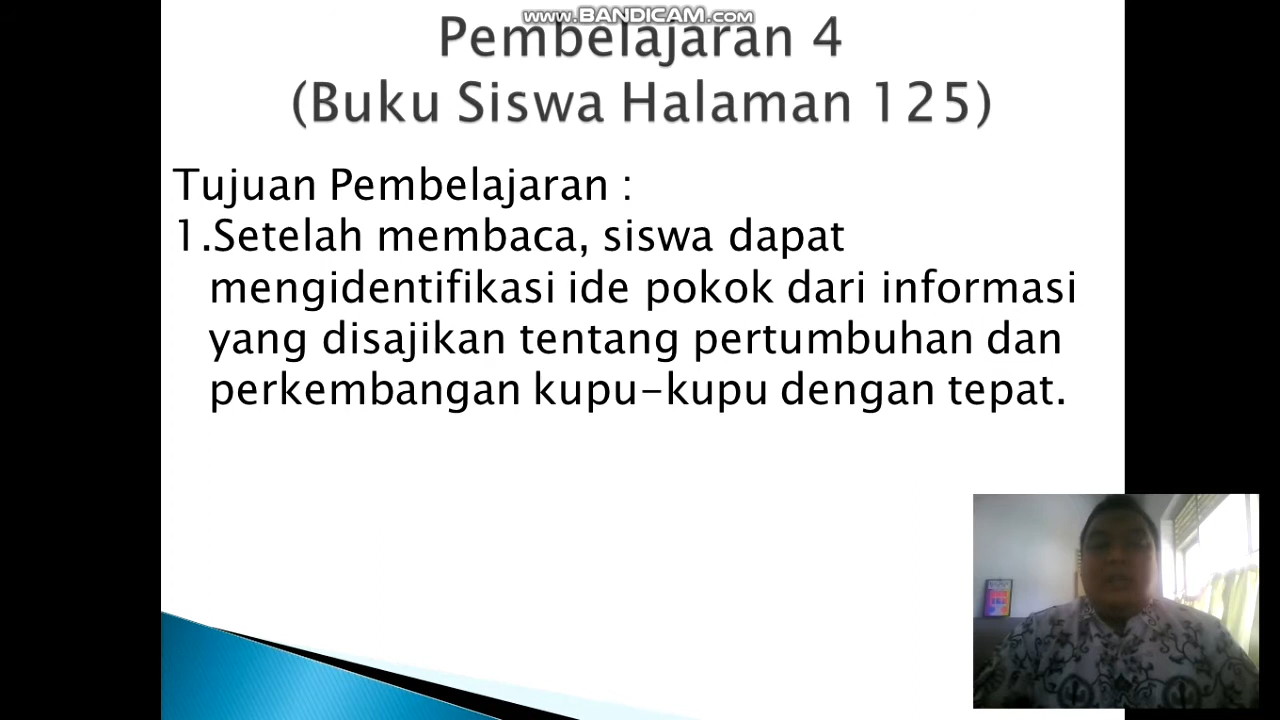 www.BANDICAM.com
Pembelajaran 4
(Buku Siswa Halaman 125)
Tujuan Pembelajaran :
1.Setelah membaca, siswa dapat
mengidentifikasi ide pokok dari informasi
yang disajikan tentang pertumbuhan dan
perkembangan kupu-kupu dengan tepat.